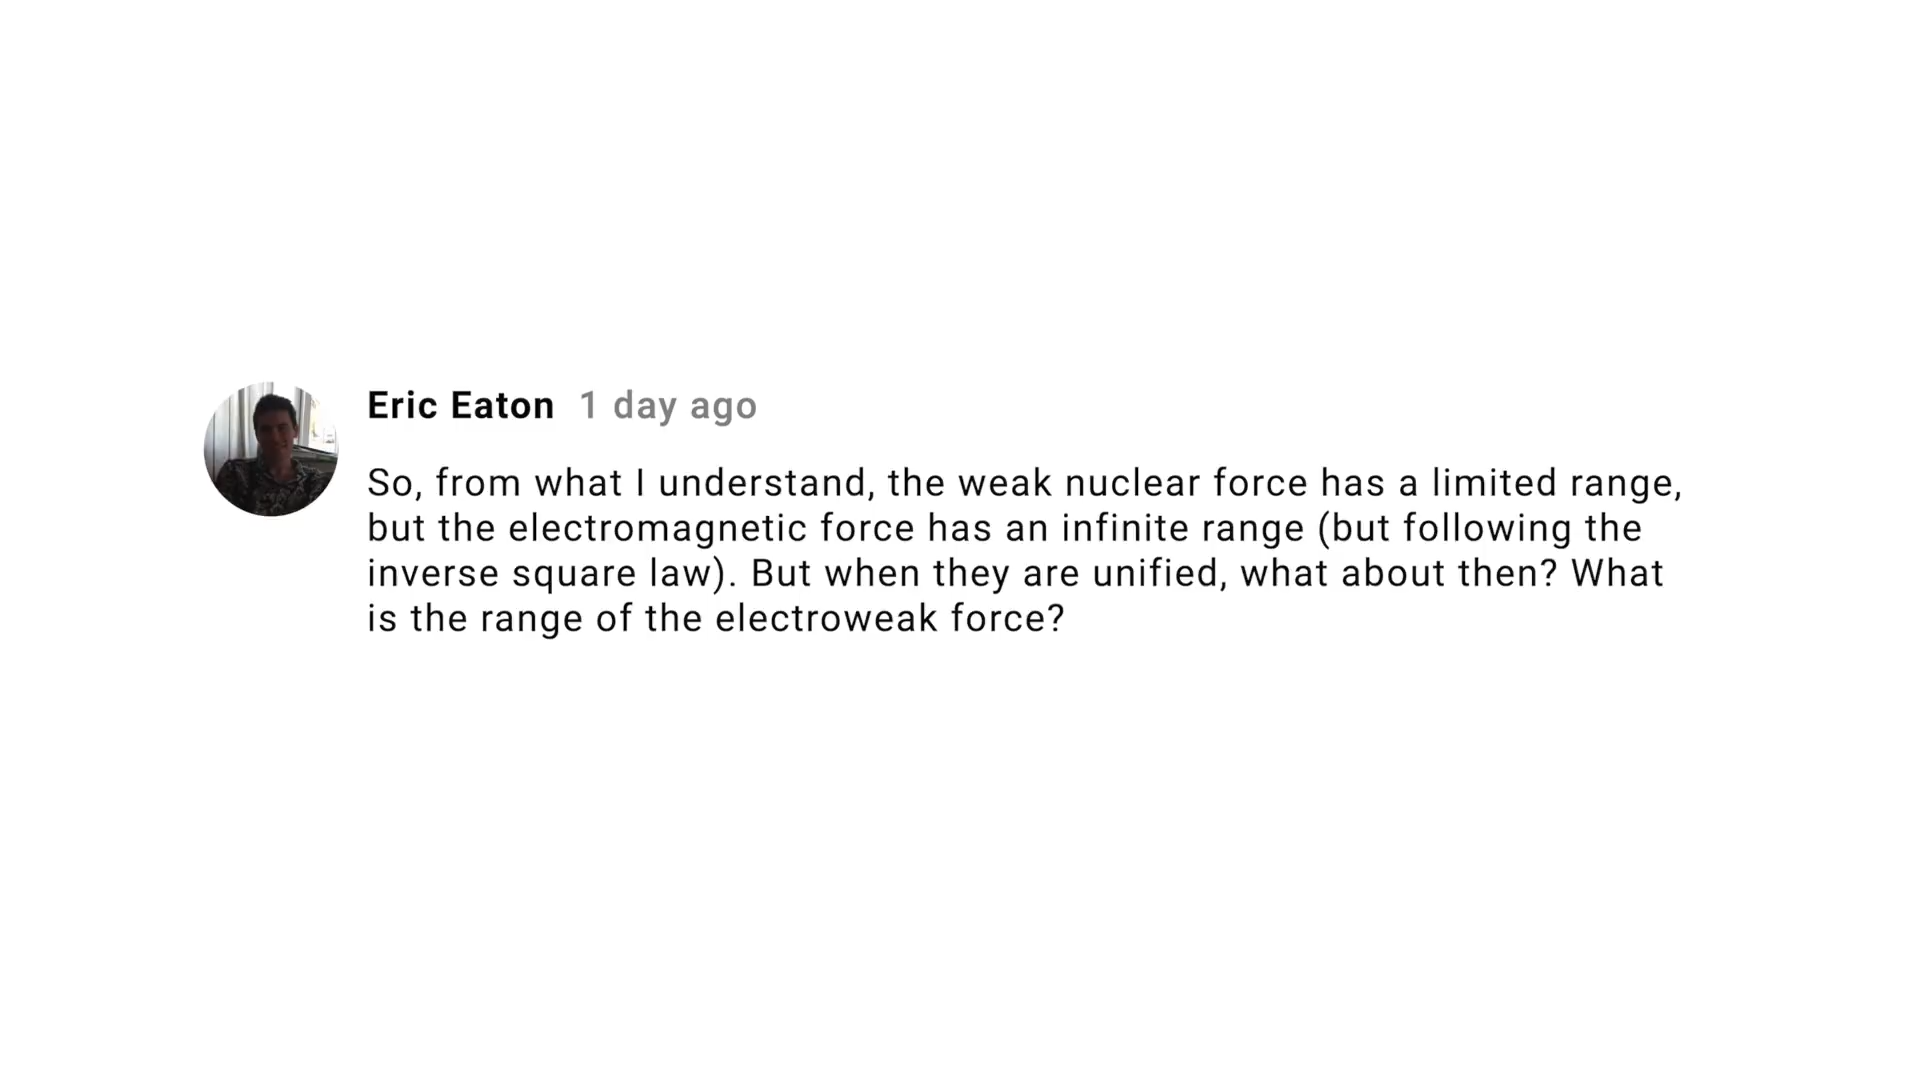 Eric Eaton 1 day ago
So, from what I understand, the weak nuclear force has a limited range,
but the electromagnetic force has an infinite range (but following the
inverse square law). But when they are unified, what about then? What
is the range of the electroweak force?